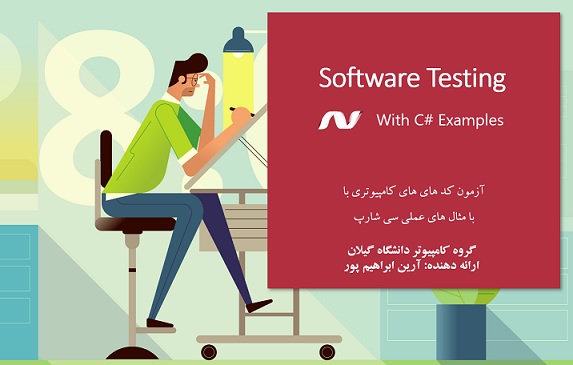 Software Testing
With C# Examples
آزمون کد های های کامپیوتری با
با مثال های عملی سی شارپ
گروه کامپیوتر دانشگاه گیلان
ارائه دهنده: آرین ابراهیم پور